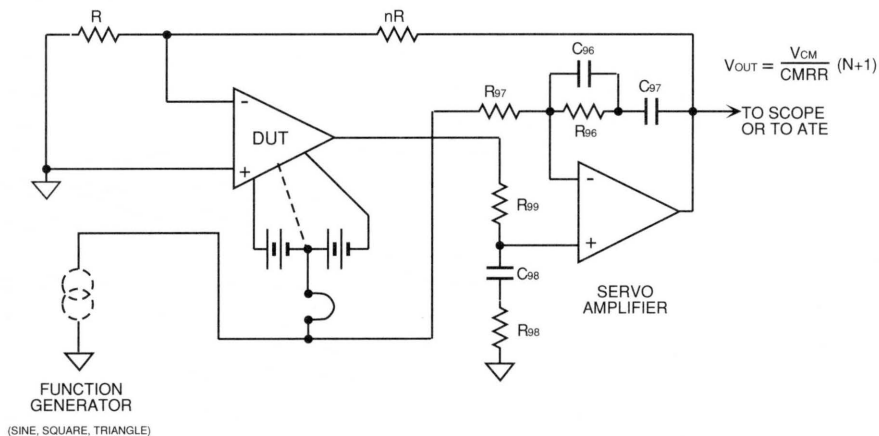 R
nR
C96
VOUT = VCM/CMRR (N+1)
R97
C97
TO SCOPE
OR TO ATE
R96
-
DUT
+
-
+
R99
C98
SERVO
AMPLIFIER
R98
FUNCTION
GENERATOR
(SINE, SQUARE, TRIANGLE)